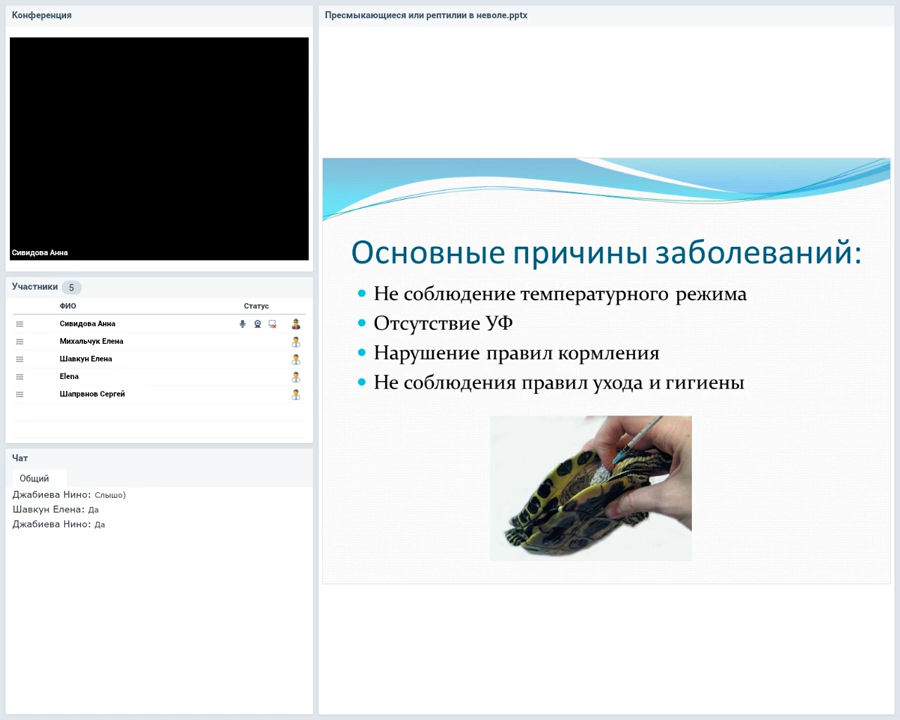 Конференция
Сивидова Анна
Участники 5
ФИО Статус
Сивидова Анна
Михальчук Елена
Шавкун Елена
Elena
Шапрвнов Сергей
Чат
Общий
Джабиева Нино: Слышо)
Шавкун Елена: Да
Джабиева Нино: Да
Пресмыкающиеся или рептилии в неволе.pptx
Основные причины заболеваний:
Не соблюдение температурного режима
Отсутствие УФ
Нарушение правил кормления
Не соблюдения правил ухода и гигиены